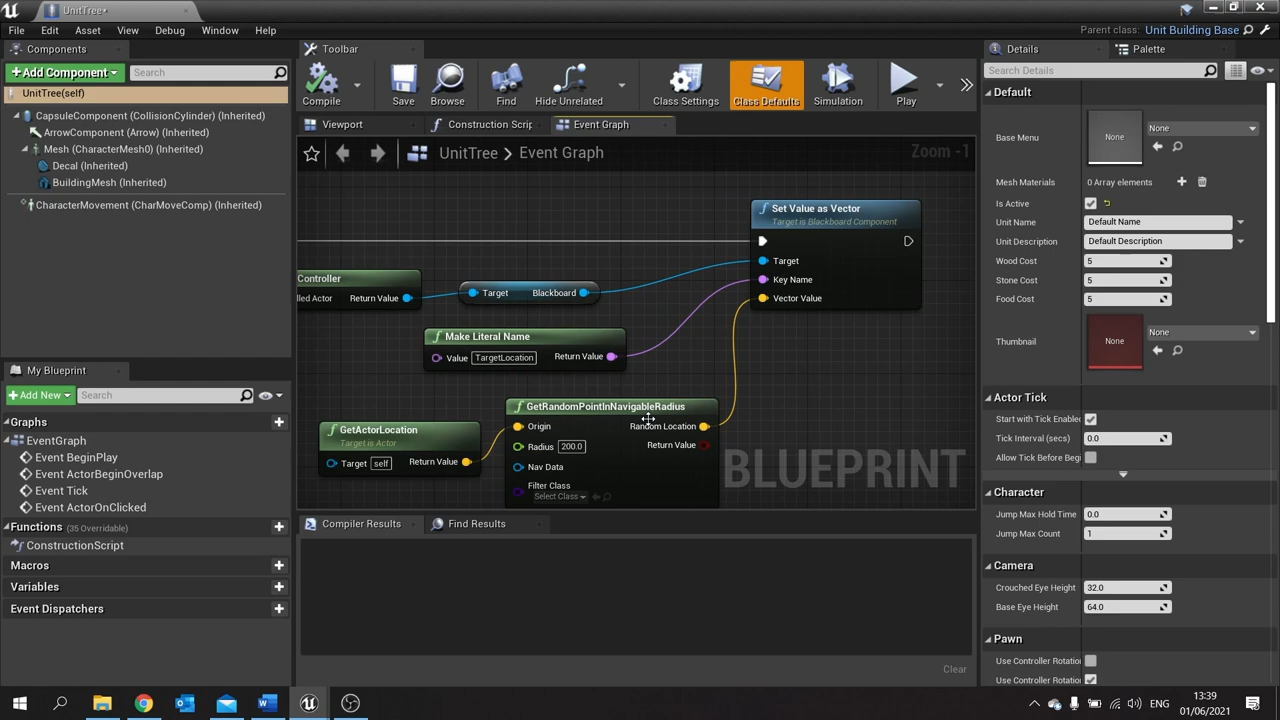 UnitTree*
File Edit Asset View Debug Window Help
Parent class: Unit Building Base
Components
+ Add Component
Search
UnitTree(self)
CapsuleComponent (CollisionCylinder) (Inherited)
ArrowComponent (Arrow) (Inherited)
Mesh (CharacterMesh0) (Inherited)
Decal (Inherited)
BuildingMesh (Inherited)
CharacterMovement (CharMoveComp) (Inherited)
My Blueprint
+ Add New
Search
Graphs
EventGraph
Event BeginPlay
Event ActorBeginOverlap
Event Tick
Event ActorOnClicked
Functions (35 Overridable)
ConstructionScript
Macros
Variables
Event Dispatchers
Toolbar
Compile
Save
Browse
Find
Hide Unrelated
Class Settings
Class Defaults
Simulation
Play
Viewport
Construction Scrip
Event Graph
UnitTree > Event Graph
Zoom -1
Set Value as Vector
Target is Blackboard Component
Target
Key Name
Vector Value
Controller
lled Actor Return Value
Target Blackboard
Make Literal Name
Value TargetLocation Return Value
GetRandomPointInNavigableRadius
Origin Random Location
Radius 200.0 Return Value
Nav Data
Filter Class
Select Class
GetActorLocation
Target is Actor
Target self Return Value
BLUEPRINT
Compiler Results
Find Results
Clear
Details
Palette
Search Details
Default
Base Menu None None
Mesh Materials 0 Array elements
Is Active
Unit Name Default Name
Unit Description Default Description
Wood Cost 5
Stone Cost 5
Food Cost 5
Thumbnail None None
Actor Tick
Start with Tick Enablec
Tick Interval (secs) 0.0
Allow Tick Before Begi
Character
Jump Max Hold Time 0.0
Jump Max Count 1
Camera
Crouched Eye Height 32.0
Base Eye Height 64.0
Pawn
Use Controller Rotatio
Use Controller Rotatio
ENG
13:39
01/06/2021